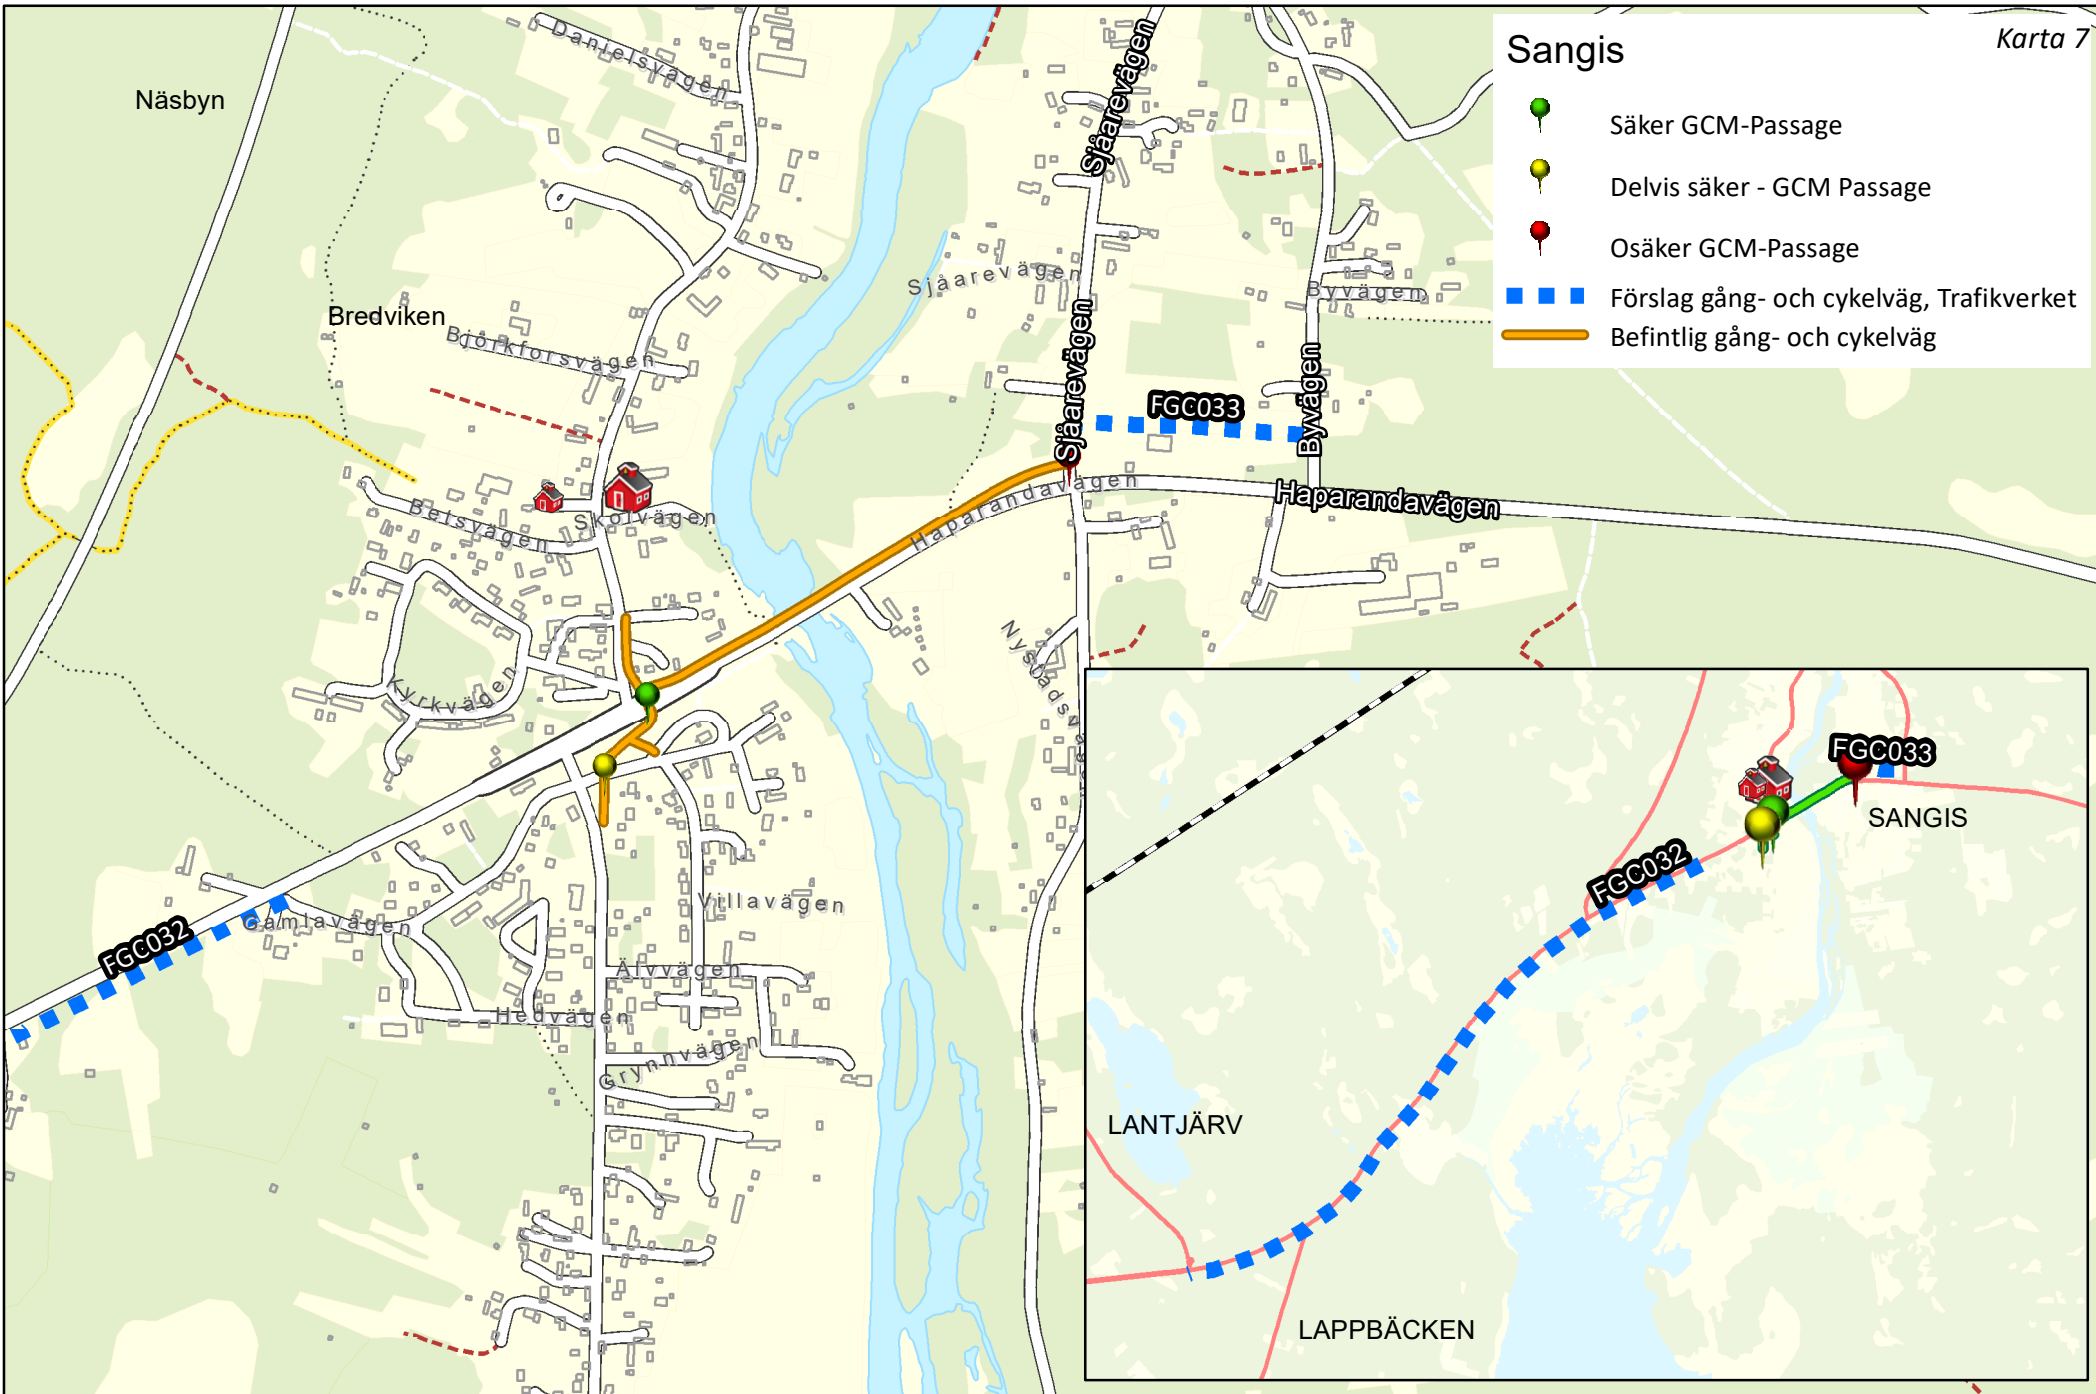 Sangis
Karta 7
Säker GCM-Passage
Delvis säker - GCM Passage
Osäker GCM-Passage
Förslag gång- och cykelväg, Trafikverket
Befintlig gång- och cykelväg
Danielsvägen
Näsbyn
Sjåarevägen
Sjåarevägen
Byvägen
Bredviken
Björkforsvägen
Sjåarevägen
FGC033
Byvägen
Haparandavägen
Haparandavägen
Betsvägen
Skolvägen
Kyrkvägen
Nystadsvägen
Villavägen
Gamlavägen
FGC032
Älvvägen
Hedvägen
Grynnvägen
FGC033
SANGIS
FGC032
LANTJÄRV
LAPPBÄCKEN